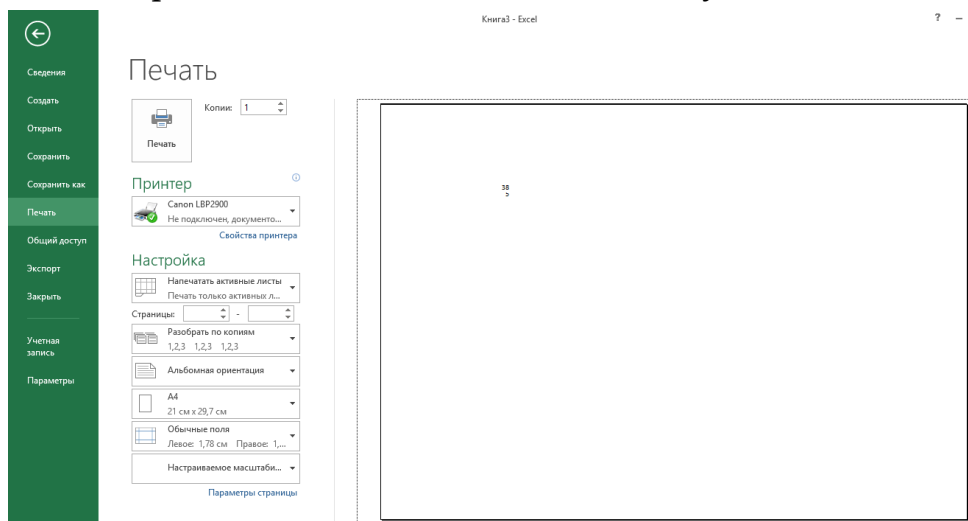 Книга3 - Excel
? –
Сведения
Создать
Открыть
Сохранить
Сохранить как
Печать
Общий доступ
Экспорт
Закрыть
Учетная
запись
Параметры
Печать
Копии: 1
Печать
Принтер
Canon LBP2900
Не подключен, документо...
Свойства принтера
Настройка
Напечатать активные листы
Печать только активных л...
Страницы: -
Разобрать по копиям
1,2,3 1,2,3 1,2,3
Альбомная ориентация
A4
21 см x 29,7 см
Обычные поля
Левое: 1,78 см Правое: 1,...
Настраиваемое масштаби...
Параметры страницы
38
5